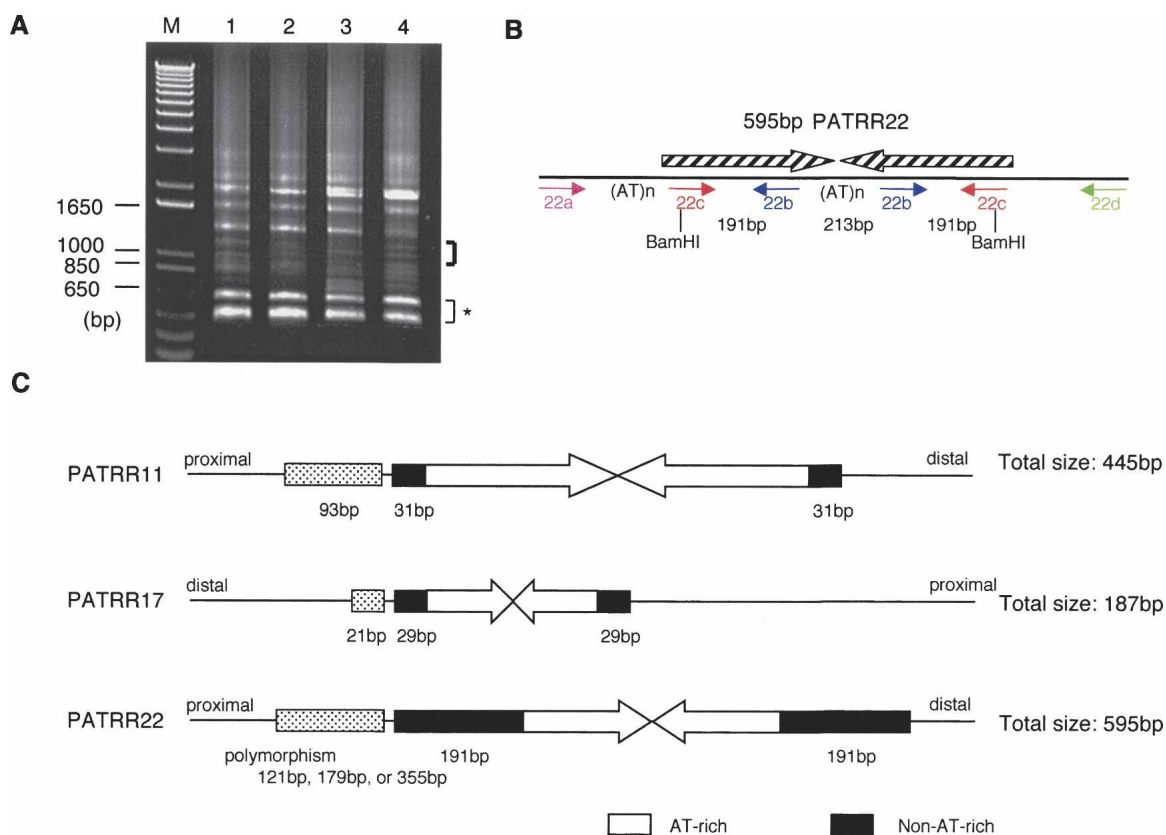 A
M 1 2 3 4
1650
1000
850
650
(bp)
*
B
595bp PATRR22
(AT)n (AT)n
22a 22c 22b 22b 22c 22d
191bp 213bp 191bp
BamHI BamHI
C
PATRR11 proximal distal Total size: 445bp
93bp 31bp 31bp
PATRR17 distal proximal Total size: 187bp
21bp 29bp 29bp
PATRR22 proximal distal Total size: 595bp
polymorphism 191bp 191bp
121bp, 179bp, or 355bp
AT-rich Non-AT-rich